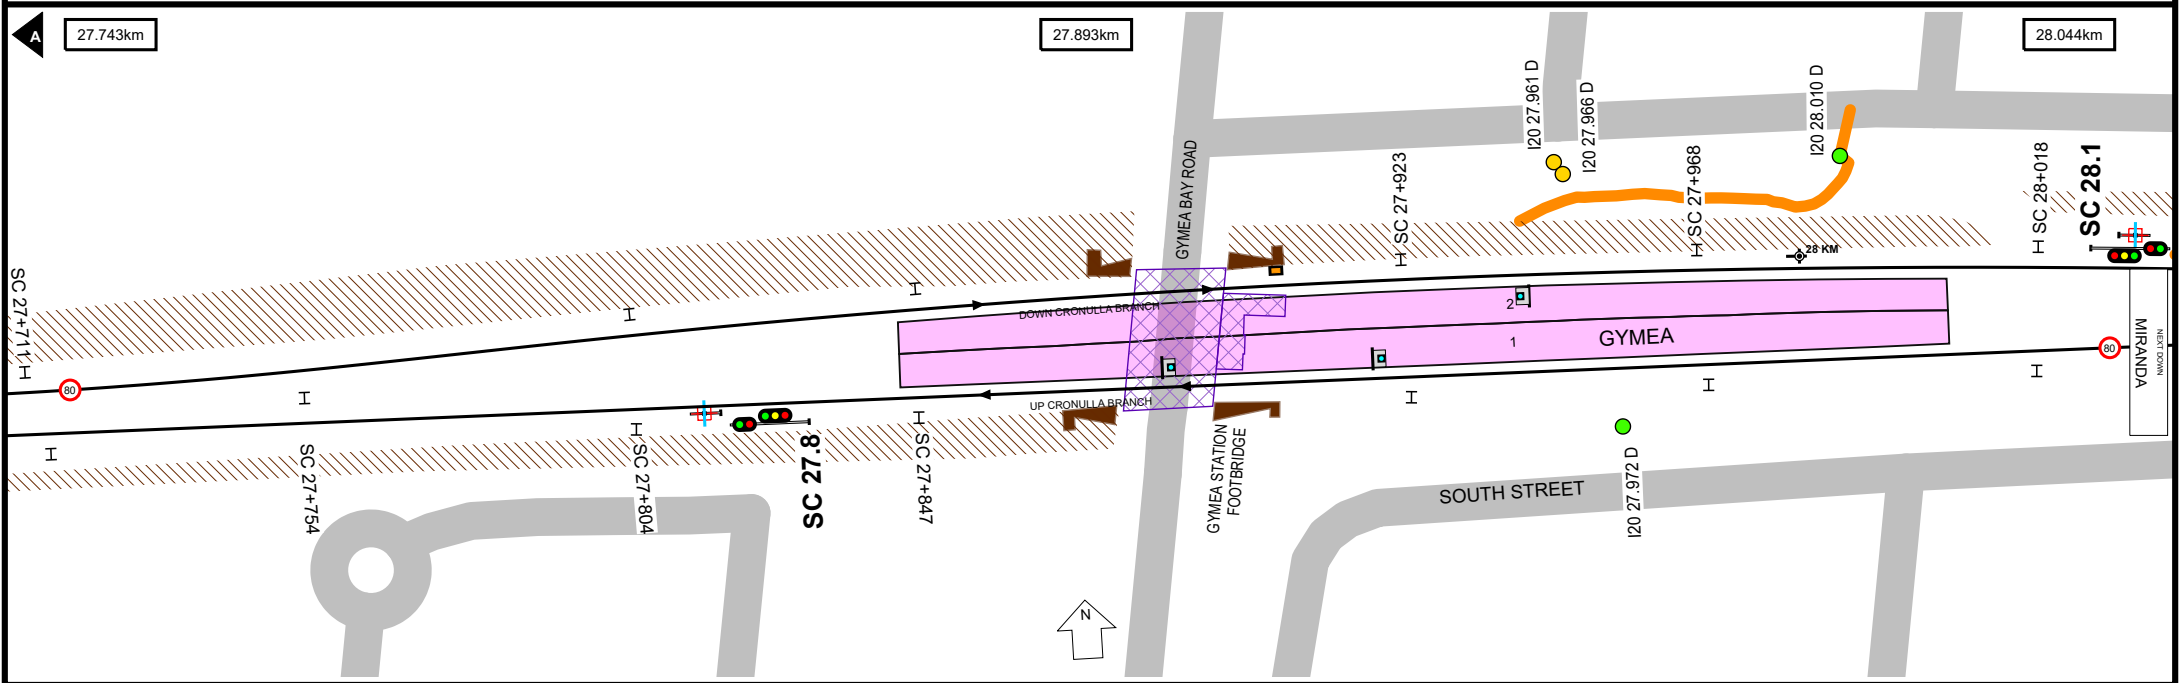 A
27.743km
27.893km
28.044km
I20 27.961 D
I20 27.966 D
I20 28.010 D
GYMEA BAY ROAD
SC 27+923
SC 27+968
SC 28+018
SC 28.1
28 KM
SC 27+711
DOWN CRONULLA BRANCH
2
1
GYMEA
80
80
MIRANDA
NEXT DOWN
UP CRONULLA BRANCH
SC 27+754
SC 27+804
SC 27.8
SC 27+847
GYMEA STATION
FOOTBRIDGE
SOUTH STREET
I20 27.972 D
N